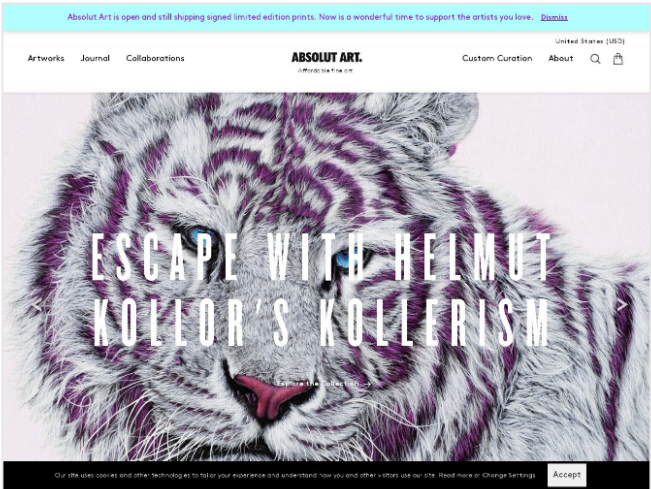 Absolut Art is open and still shipping signed limited edition prints. Now is a wonderful time to support the artists you love. Dismiss
United States (USD)
Artworks Journal Collaborations ABSOLUT ART. Custom Curation About
Affordable fine art
ESCAPE WITH HELMUT
KOLLOR'S KOLLERISM
Explore the Collection →
Our site uses cookies and other technologies to tailor your experience and understand how you and other visitors use our site. Read more or Change Settings Accept